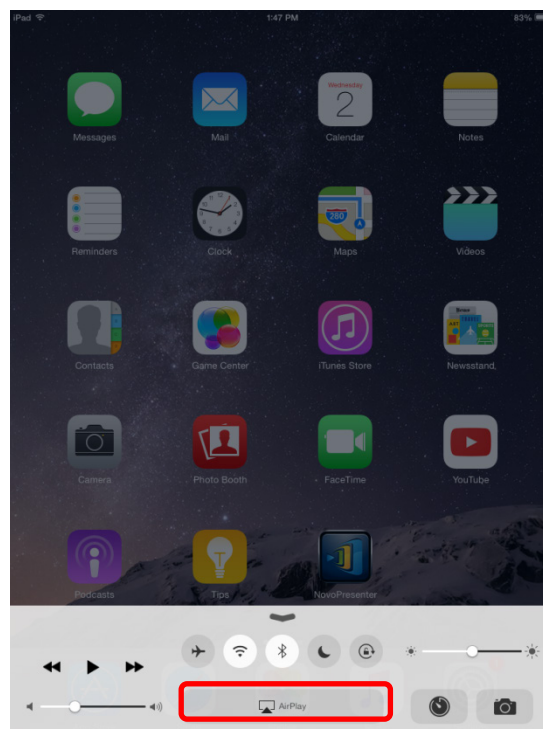 iPad 1:47 PM 83%
Wednesday
2
Messages Mail Calendar Notes
280
Reminders Clock Maps Videos
Contacts Game Center iTunes Store Newsstand
Camera Photo Booth FaceTime YouTube
Podcasts Tips NovoPresenter
AirPlay